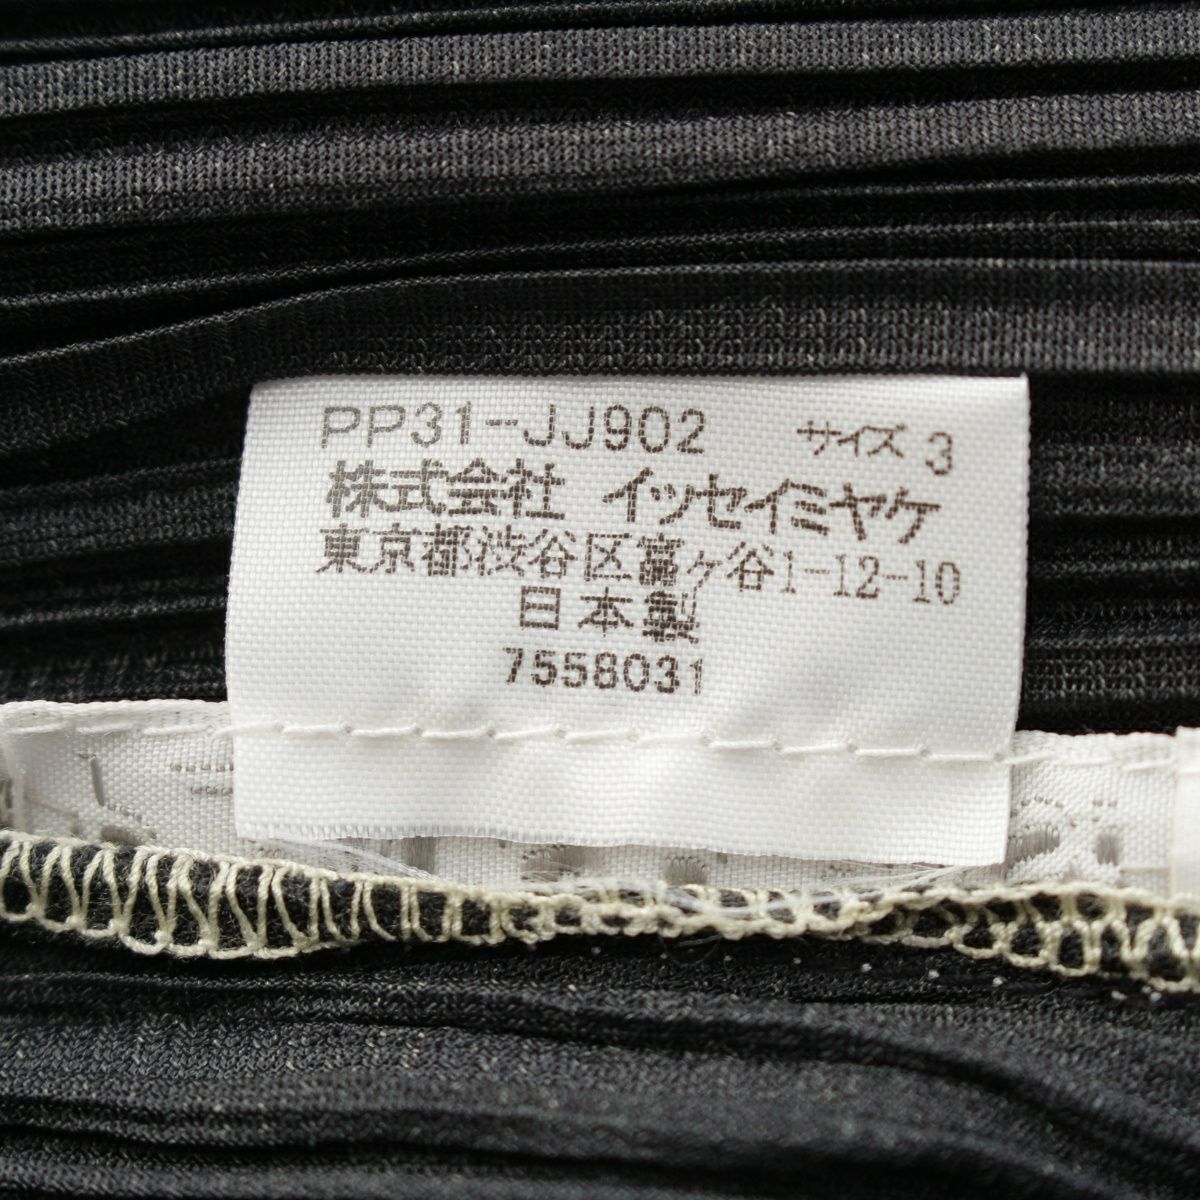 PP31-JJ902 サイズ 3
株式会社 イッセイミヤケ
東京都渋谷区富ヶ谷1-12-10
日本製
7558031